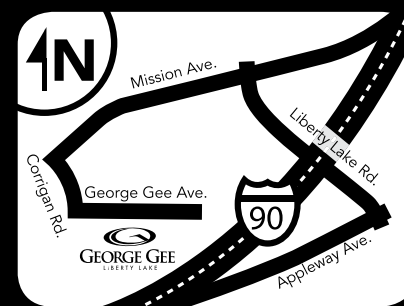 N
Mission Ave.
Liberty Lake Rd.
Corrigan Rd.
George Gee Ave.
90
GEORGE GEE
LIBERTY LAKE
Appleway Ave.